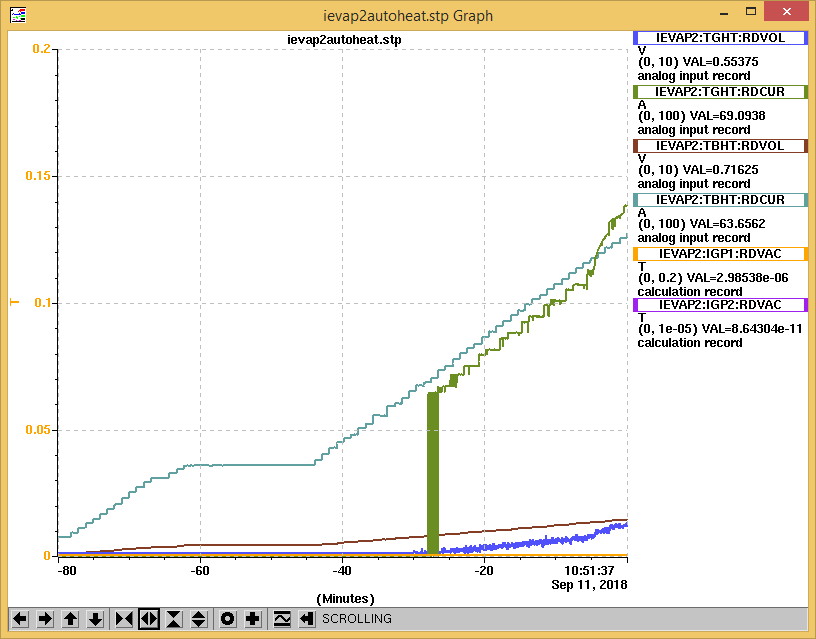 ievap2autoheat.stp Graph
ievap2autoheat.stp
0.2
0.15
0.1
0.05
0
T
-80
-60
-40
-20
10:51:37
Sep 11, 2018
(Minutes)
IEVAP2:TGHT:RDVOL
V
(0, 10) VAL=0.55375
analog input record
IEVAP2:TGHT:RDCUR
A
(0, 100) VAL=69.0938
analog input record
IEVAP2:TBHT:RDVOL
V
(0, 10) VAL=0.71625
analog input record
IEVAP2:TBHT:RDCUR
A
(0, 100) VAL=63.6562
analog input record
IEVAP2:IGP1:RDVAC
T
(0, 0.2) VAL=2.98538e-06
calculation record
IEVAP2:IGP2:RDVAC
T
(0, 1e-05) VAL=8.64304e-11
calculation record
SCROLLING